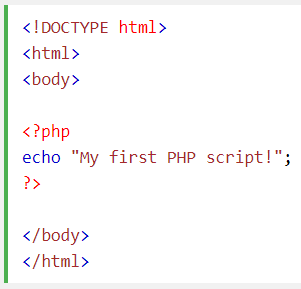 <!DOCTYPE html>
<html>
<body>
<?php
echo "My first PHP script!";
?>
</body>
</html>